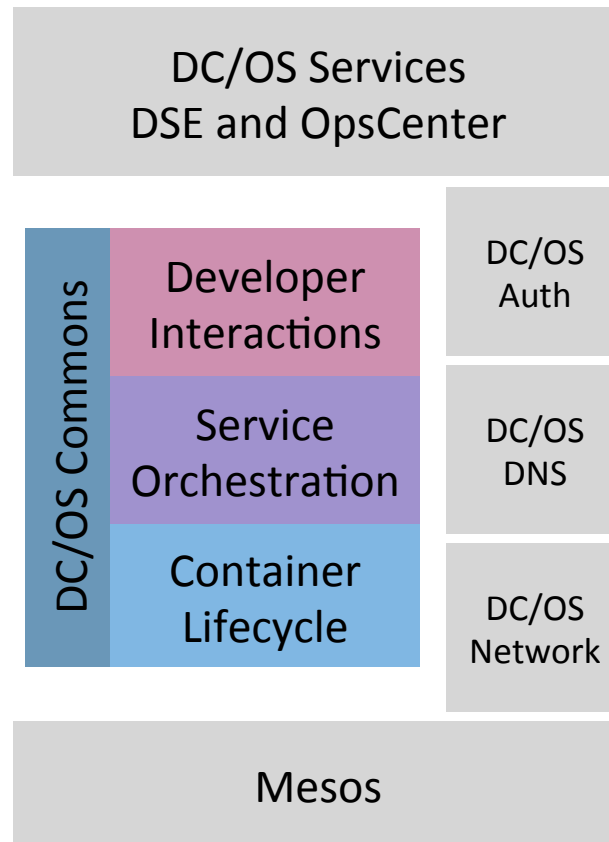 DC/OS Services
DSE and OpsCenter
DC/OS Commons
Developer
Interactions
Service
Orchestration
Container
Lifecycle
DC/OS
Auth
DC/OS
DNS
DC/OS
Network
Mesos